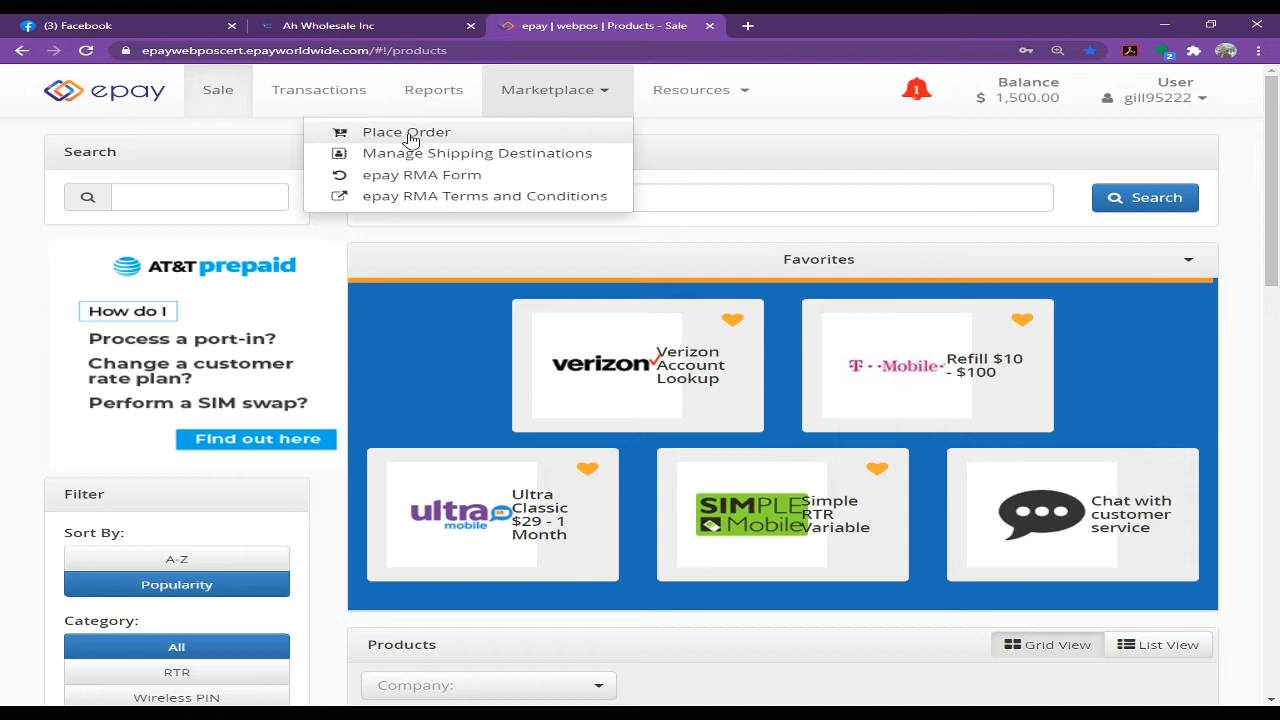 (3) Facebook
Ah Wholesale Inc
epay | webpos | Products - Sale
epaywebposcert.epayworldwide.com/#!/products
2
epay
Sale
Transactions
Reports
Marketplace
Resources
1
Balance
$ 1,500.00
User
gill95222
Place Order
Manage Shipping Destinations
epay RMA Form
epay RMA Terms and Conditions
Search
Search
AT&T prepaid
How do I
Process a port-in?
Change a customer
rate plan?
Perform a SIM swap?
Find out here
Favorites
verizon
Verizon
Account
Lookup
T··Mobile·
Refill $10
- $100
ultra
mobile
Ultra
Classic
$29 - 1
Month
SIMPLE
Mobile
Simple
RTR
Variable
Chat with
customer
service
Filter
Sort By:
A-Z
Popularity
Category:
All
RTR
Wireless PIN
Products
Grid View
List View
Company: